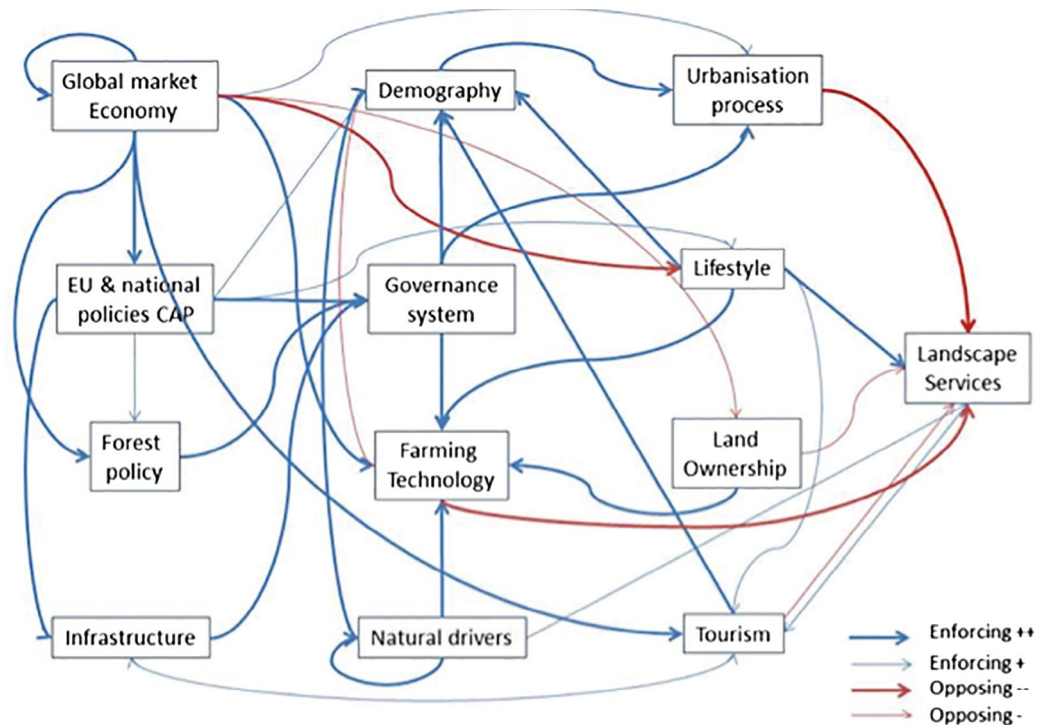 Global market
Economy
Demography
Urbanisation
process
EU & national
policies CAP
Governance
system
Lifestyle
Landscape
Services
Forest
policy
Farming
Technology
Land
Ownership
Infrastructure
Natural drivers
Tourism
Enforcing ++
Enforcing +
Opposing --
Opposing -